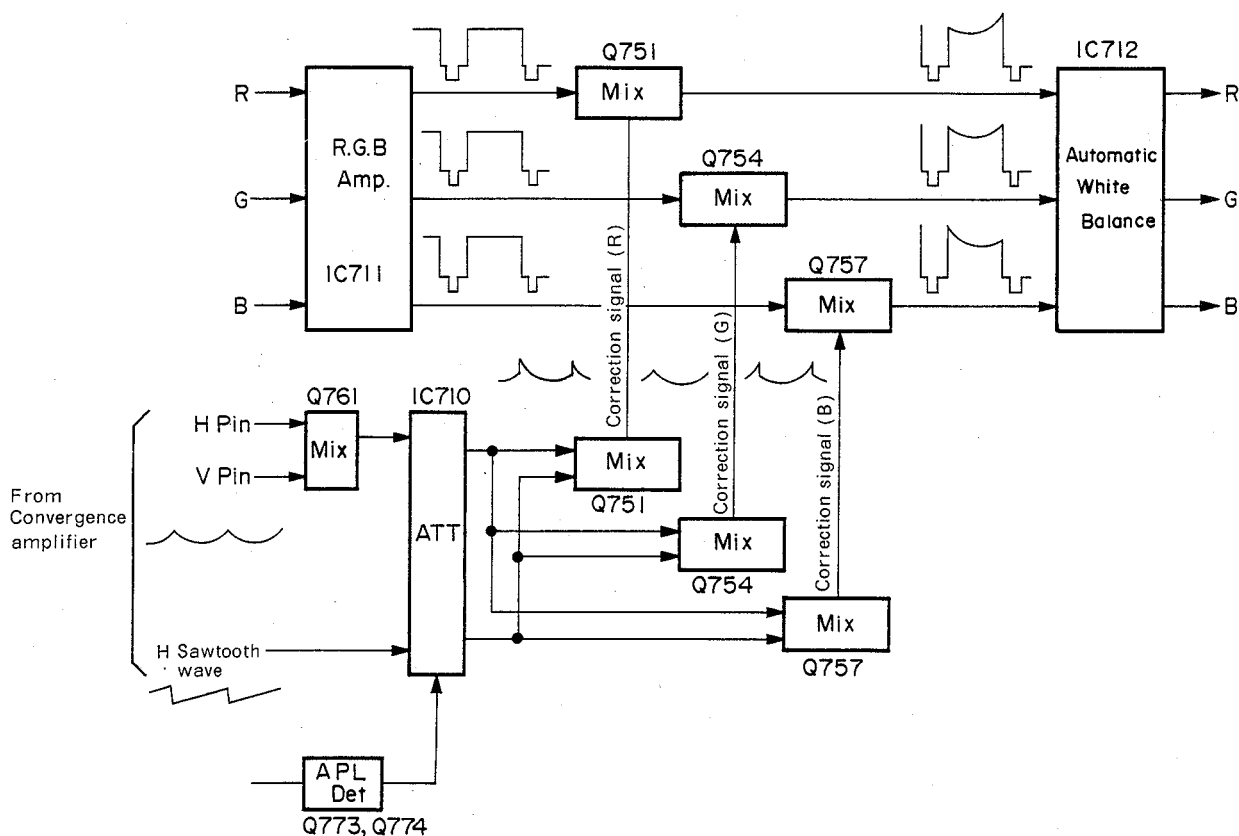 Q751
IC712
R
R.G.B
Amp.
IC711
Mix
Automatic
White
Balance
R
Q754
G
Mix
G
Q757
B
Mix
B
Correction signal (R)
Correction signal (G)
Correction signal (B)
Q761
IC710
H Pin
V Pin
Mix
ATT
Mix
Q751
From
Convergence
amplifier
Mix
Q754
Mix
Q757
H Sawtooth
wave
APL
Det
Q773, Q774